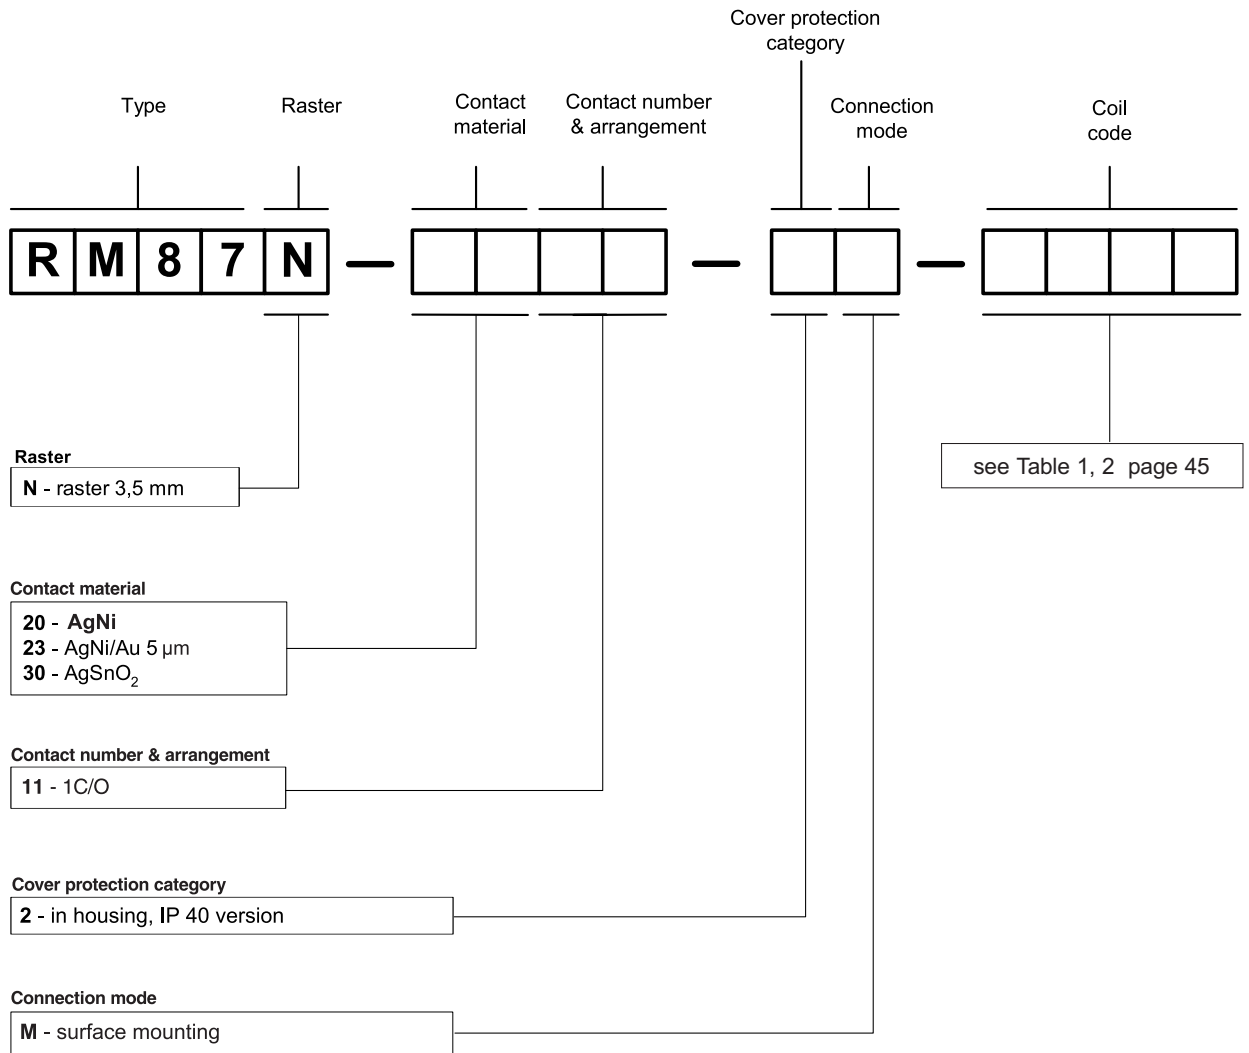 Cover protection
category
Type
Raster
Contact
material
Contact number
& arrangement
Connection
mode
Coil
code
RM87N — —  —
Raster
N - raster 3,5 mm
see Table 1, 2 page 45
Contact material
20 - AgNi
23 - AgNi/Au 5 µm
30 - AgSnO₂
Contact number & arrangement
11 - 1C/O
Cover protection category
2 - in housing, IP 40 version
Connection mode
M - surface mounting